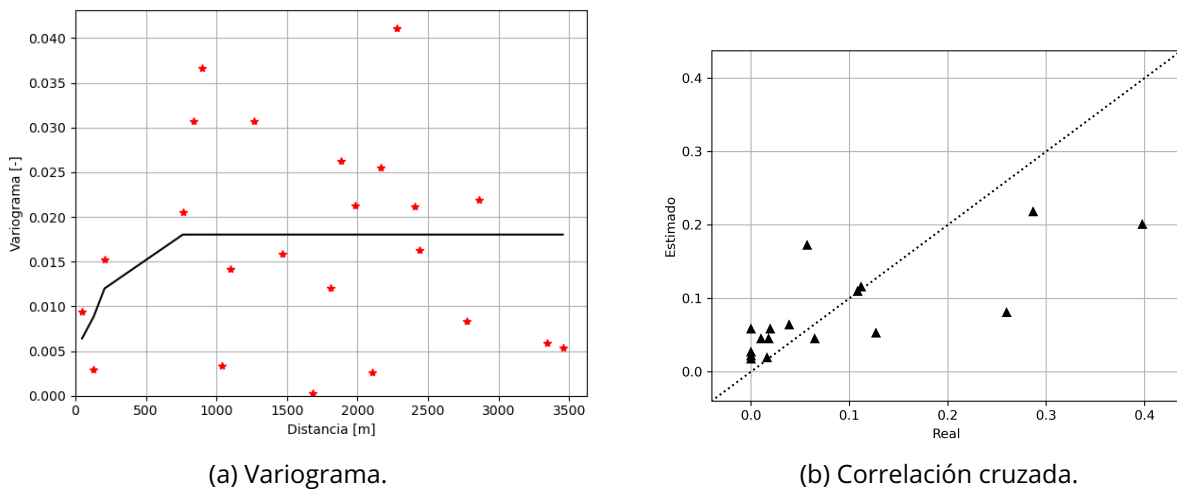 0.040
0.035
0.030
0.025
0.020
0.015
0.010
0.005
0.000
Variograma [-]
0 500 1000 1500 2000 2500 3000 3500
Distancia [m]
(a) Variograma.
0.4
0.3
0.2
0.1
0.0
Estimado
0.0 0.1 0.2 0.3 0.4
Real
(b) Correlación cruzada.